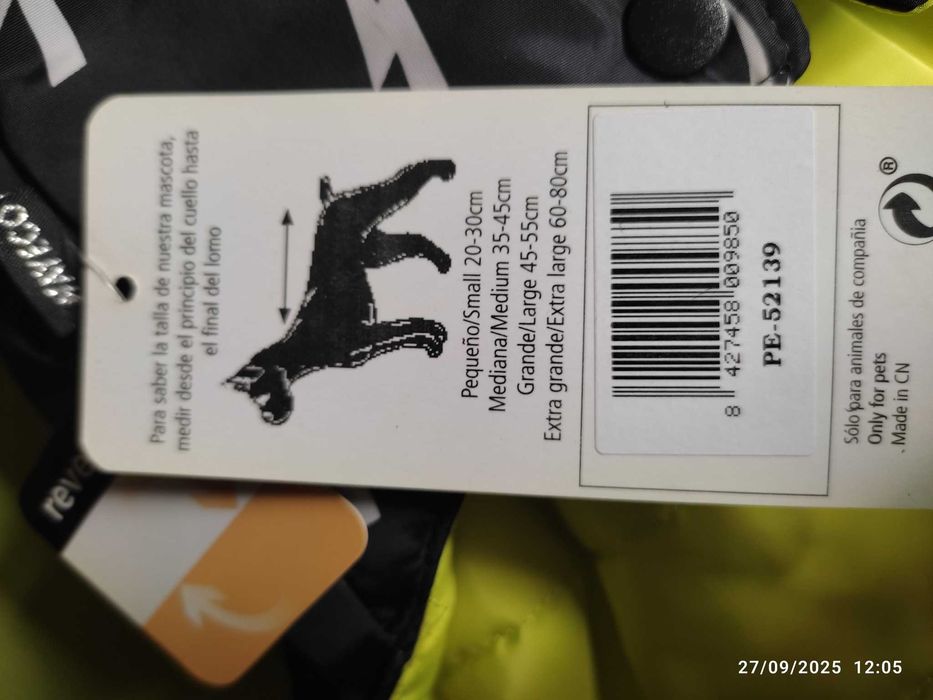 Para saber la talla de nuestra mascota,
medir desde el principio del cuello hasta
el final del lomo
Pequeño/Small 20-30cm
Mediana/Medium 35-45cm
Grande/Large 45-55cm
Extra grande/Extra large 60-80cm
8 427458 009850
PE-52139
Sólo para animales de compañia
Only for pets
Made in CN
®
27/09/2025 12:05